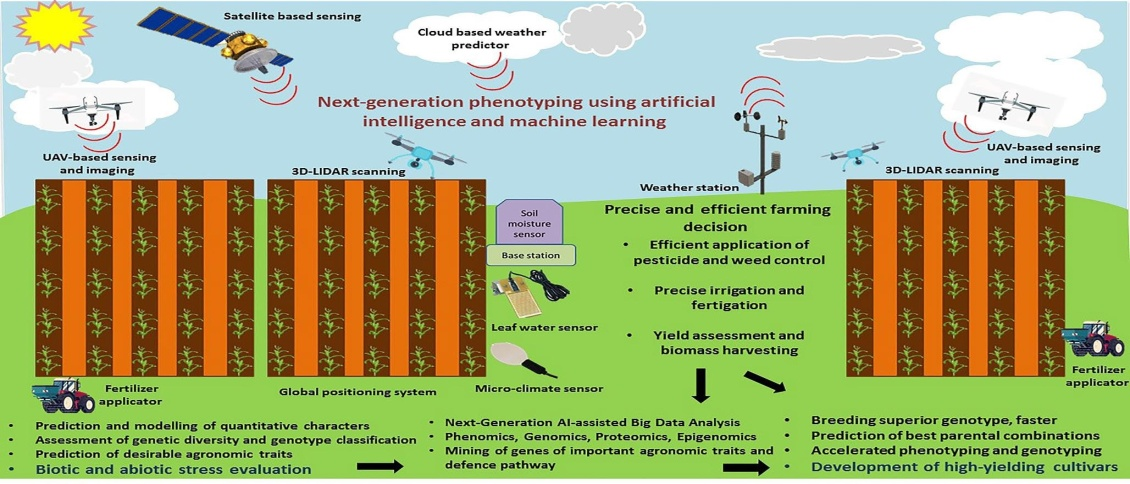 Satellite based sensing
Cloud based weather
predictor
Next-generation phenotyping using artificial
intelligence and machine learning
UAV-based sensing
and imaging
3D-LIDAR scanning
Weather station
3D-LIDAR scanning
UAV-based sensing
and imaging
Soil
moisture
sensor
Base station
Leaf water sensor
Micro-climate sensor
Precise and efficient farming
decision
• Efficient application of
pesticide and weed control
• Precise irrigation and
fertigation
• Yield assessment and
biomass harvesting
Fertilizer
applicator
Global positioning system
Fertilizer
applicator
• Prediction and modelling of quantitative characters
• Assessment of genetic diversity and genotype classification
• Prediction of desirable agronomic traits
• Biotic and abiotic stress evaluation
• Next-Generation AI-assisted Big Data Analysis
• Phenomics, Genomics, Proteomics, Epigenomics
• Mining of genes of important agronomic traits and
defence pathway
• Breeding superior genotype, faster
• Prediction of best parental combinations
• Accelerated phenotyping and genotyping
• Development of high-yielding cultivars